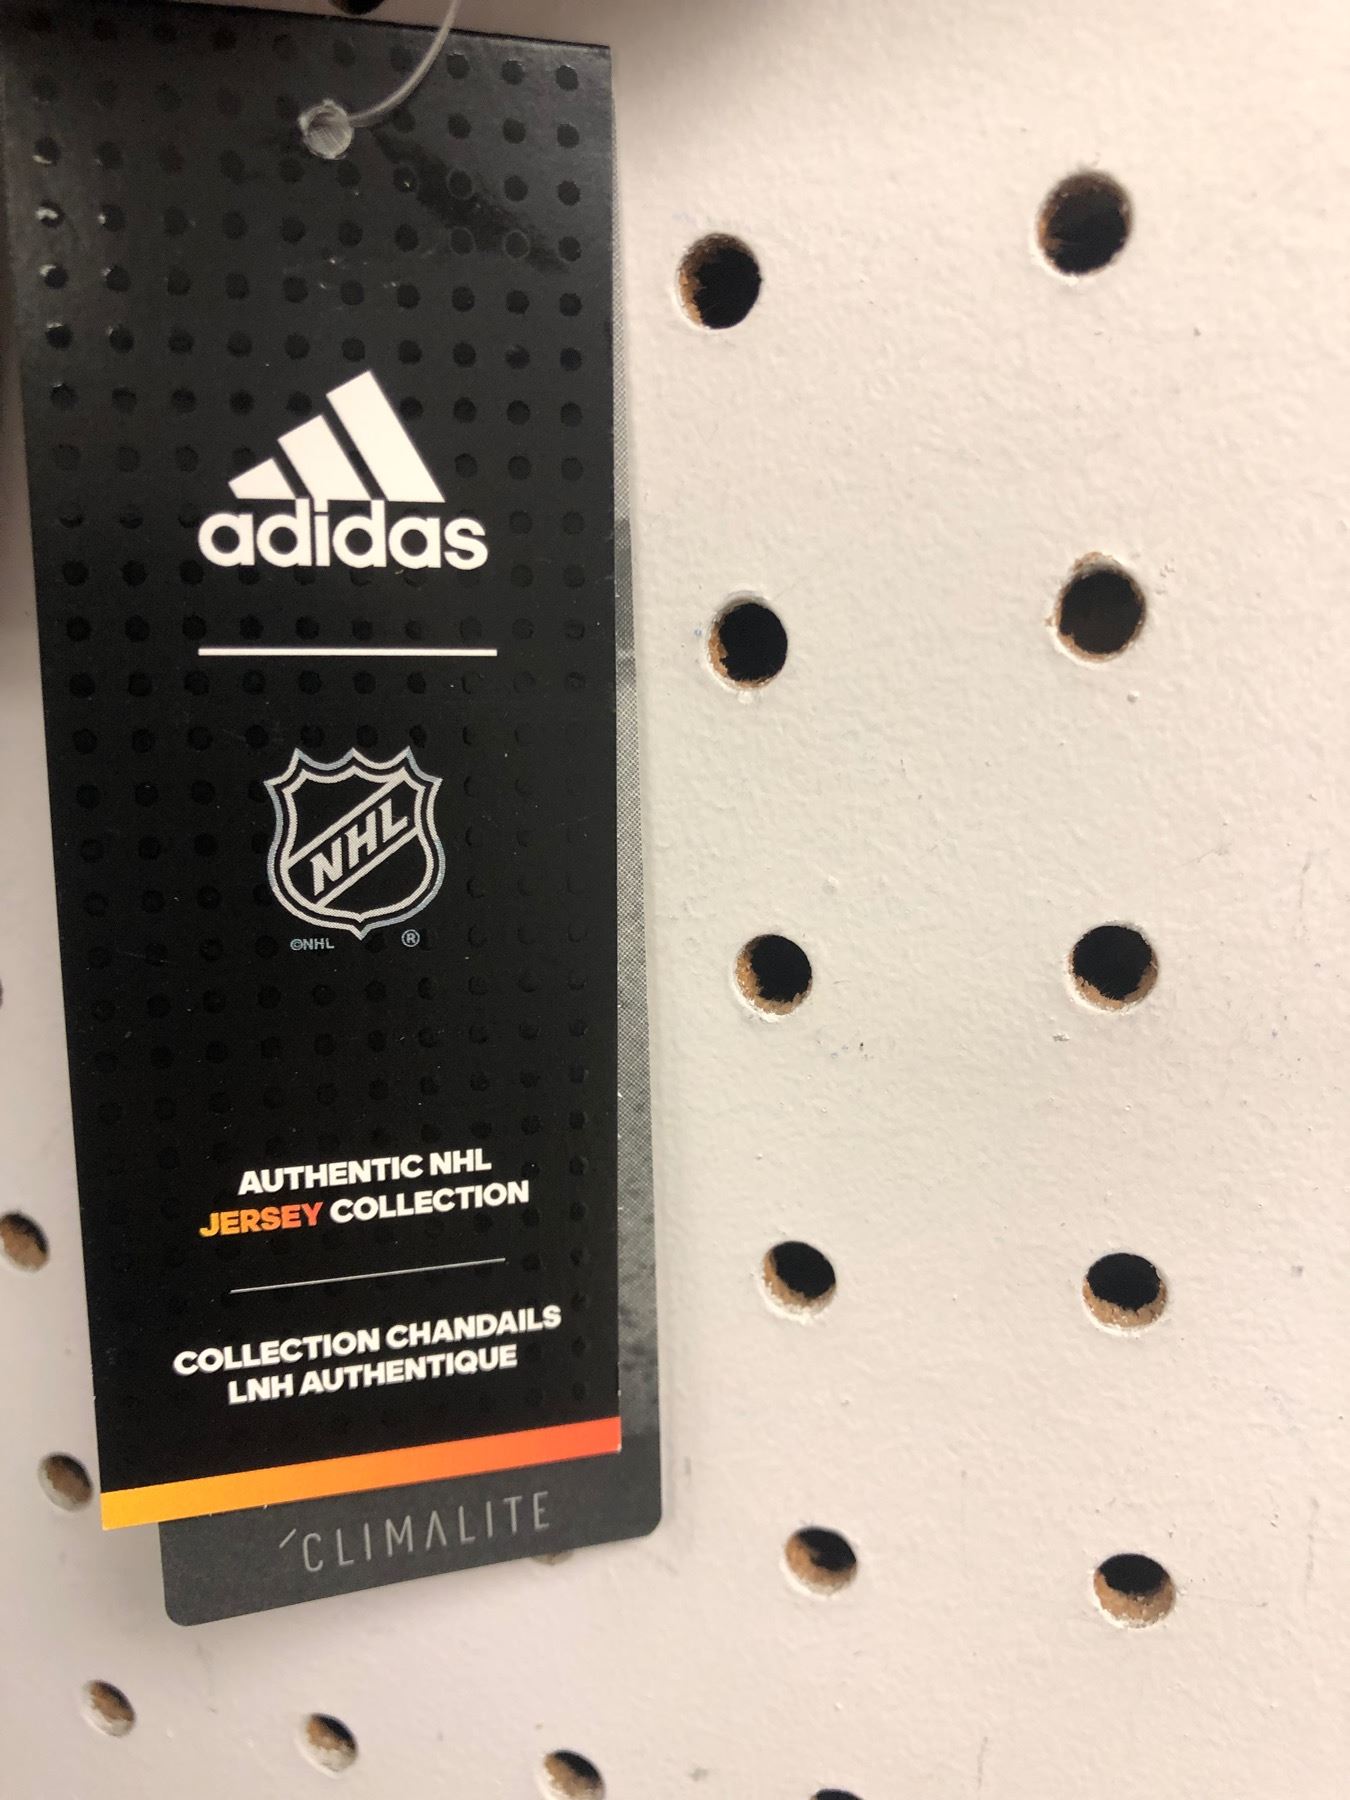 adidas
NHL
©NHL ®
AUTHENTIC NHL
JERSEY COLLECTION
COLLECTION CHANDAILS
LNH AUTHENTIQUE
CLIMALITE